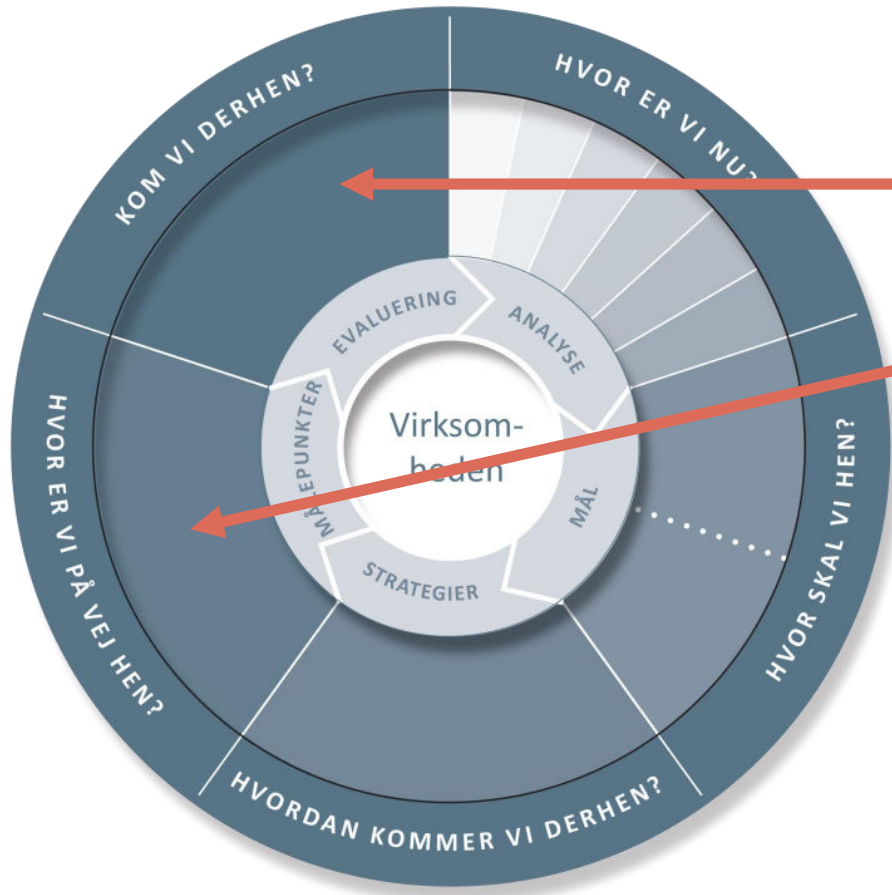 HVOR ER VI NU?
HVOR SKAL VI HEN?
HVORDAN KOMMER VI DERHEN?
HVOR ER VI PÅ VEJ HEN?
KOM VI DERHEN?
ANALYSE
MÅL
STRATEGIER
MÅLEPUNKTER
EVALUERING
Virksom-
heden